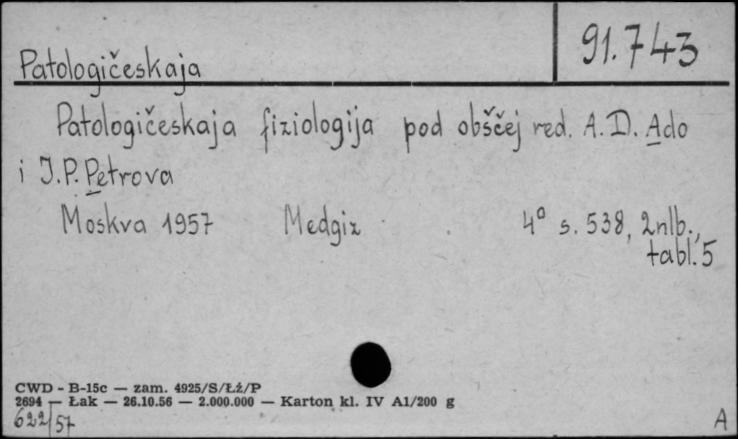 91.743
Patologičeskaja
Patologičeskaja fiziologija pod obščej red. A.D. Ado
i I.P. Petrova
Moskva 1957 Medgiz 4° s. 538, 2nlb.,
tabl. 5
CWD - B-15c — zam. 4925/S/Łż/P
2694 — Łak — 26.10.56 — 2.000.000 — Karton kl. IV A1/200 g
622/57
A